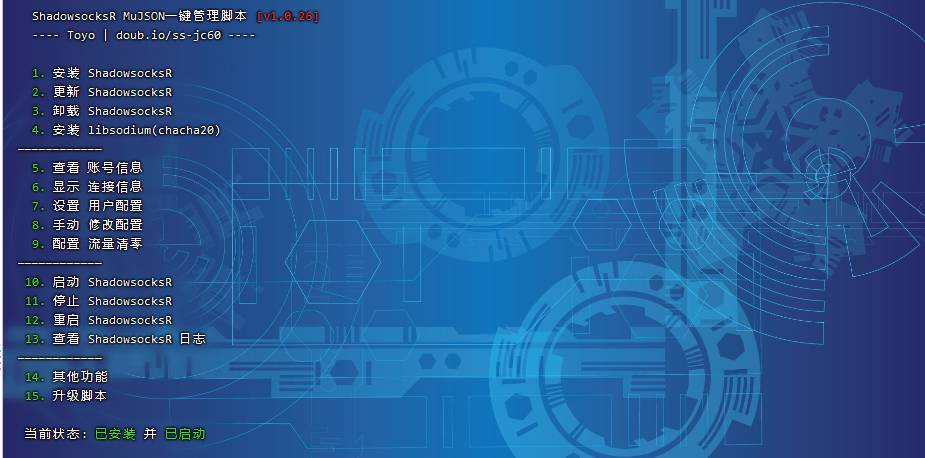 ShadowsocksR MuJSON一键管理脚本 [v1.0.26]
---- Toyo | doub.io/ss-jc60 ----
1. 安装 ShadowsocksR
2. 更新 ShadowsocksR
3. 卸载 ShadowsocksR
4. 安装 libsodium(chacha20)
————————————
5. 查看 账号信息
6. 显示 连接信息
7. 设置 用户配置
8. 手动 修改配置
9. 配置 流量清零
————————————
10. 启动 ShadowsocksR
11. 停止 ShadowsocksR
12. 重启 ShadowsocksR
13. 查看 ShadowsocksR 日志
————————————
14. 其他功能
15. 升级脚本
当前状态: 已安装 并 已启动